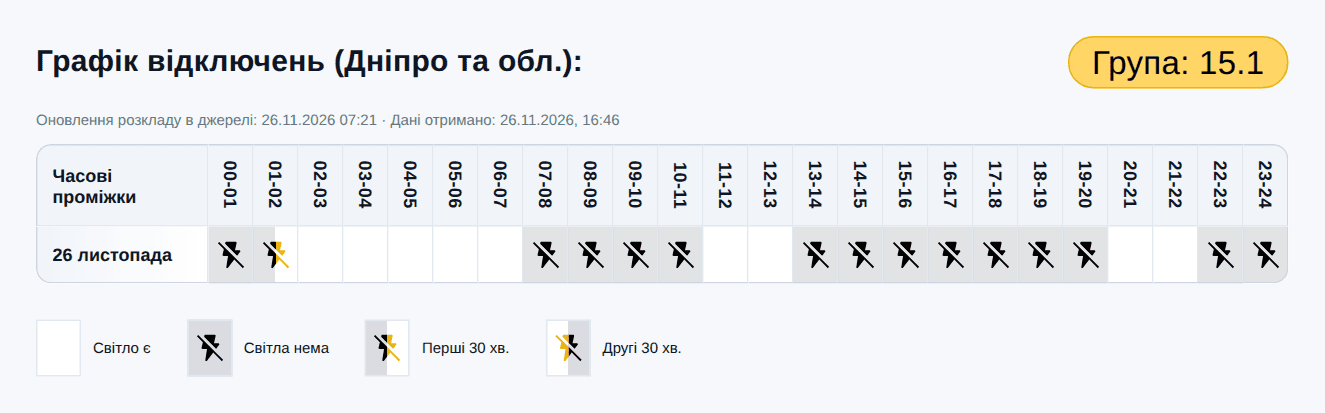 Графік відключень (Дніпро та обл.):
Група: 15.1
Оновлення розкладу в джерелі: 26.11.2026 07:21 · Дані отримано: 26.11.2026, 16:46
Часові
проміжки
00-01
01-02
02-03
03-04
04-05
05-06
06-07
07-08
08-09
09-10
10-11
11-12
12-13
13-14
14-15
15-16
16-17
17-18
18-19
19-20
20-21
21-22
22-23
23-24
26 листопада
Світло є
Світла нема
Перші 30 хв.
Другі 30 хв.